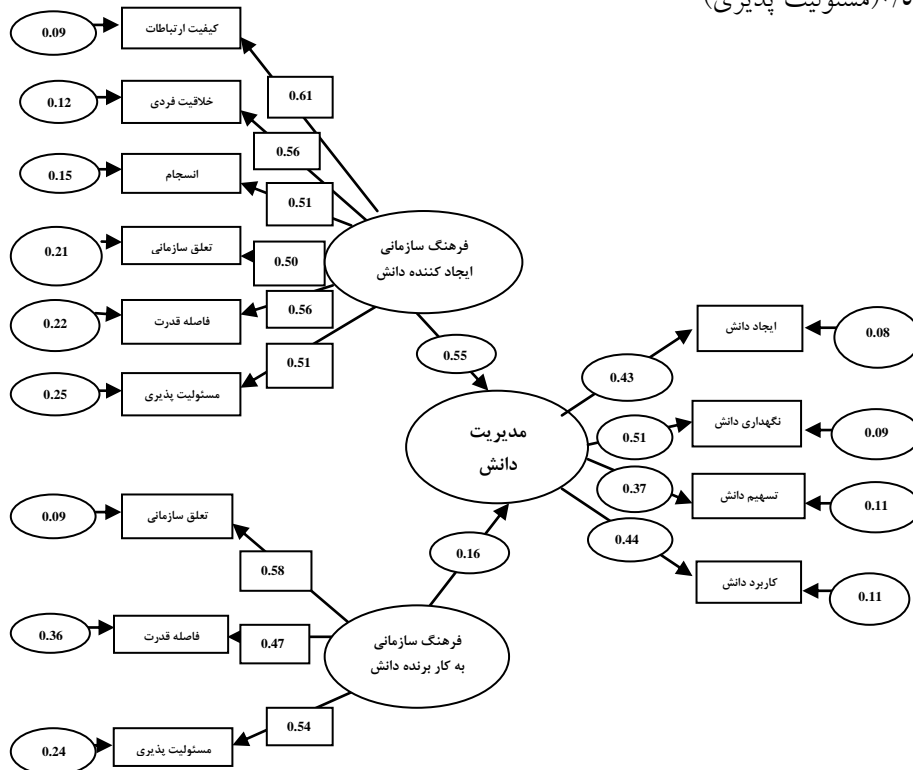 (مسئولیت پذیری)
0.09
کیفیت ارتباطات
0.61
0.12
خلاقیت فردی
0.56
0.15
انسجام
0.51
0.21
تعلق سازمانی
0.50
0.22
فاصله قدرت
0.56
0.25
مسئولیت پذیری
0.51
فرهنگ سازمانی
ایجاد کننده دانش
0.55
مدیریت
دانش
0.43
ایجاد دانش
0.08
0.51
نگهداری دانش
0.09
0.37
تسهیم دانش
0.11
0.44
کاربرد دانش
0.11
0.16
0.09
تعلق سازمانی
0.58
0.36
فاصله قدرت
0.47
0.24
مسئولیت پذیری
0.54
فرهنگ سازمانی
به کار برنده دانش